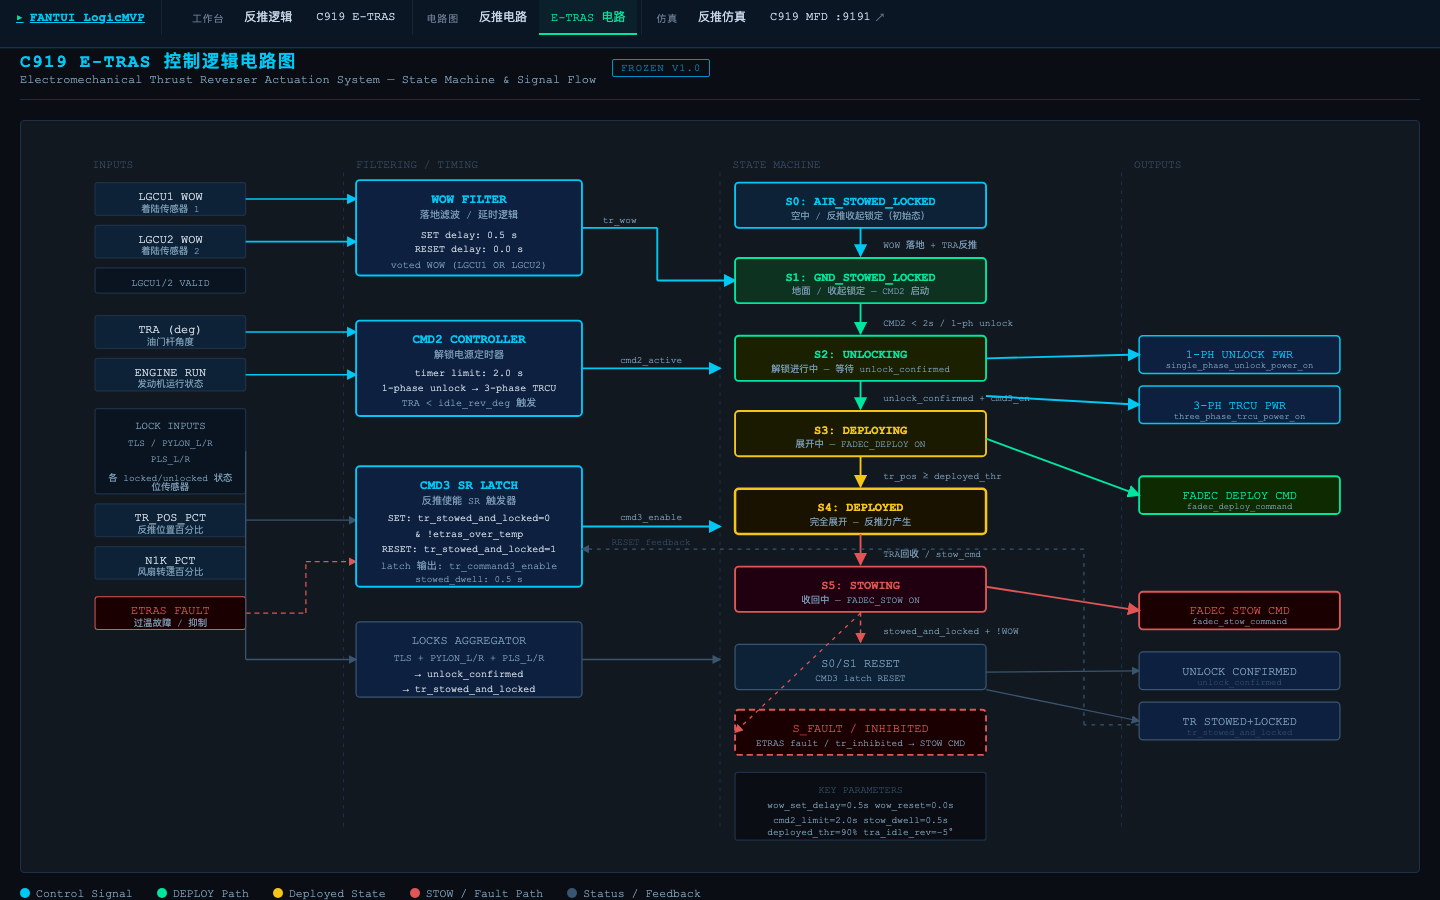 ▸ FANTUI LogicMVP
工作台 反推逻辑 C919 E-TRAS 电路图 反推电路 E-TRAS 电路 仿真 反推仿真 C919 MFD :9191 ↗
C919 E-TRAS 控制逻辑电路图
Electromechanical Thrust Reverser Actuation System — State Machine & Signal Flow
FROZEN V1.0
INPUTS
LGCU1 WOW
着陆传感器 1
LGCU2 WOW
着陆传感器 2
LGCU1/2 VALID
TRA (deg)
油门杆角度
ENGINE RUN
发动机运行状态
LOCK INPUTS
TLS / PYLON_L/R
PLS_L/R
各 locked/unlocked 状态
位传感器
TR_POS_PCT
反推位置百分比
N1K_PCT
风扇转速百分比
ETRAS FAULT
过温故障 / 抑制
FILTERING / TIMING
WOW FILTER
落地滤波 / 延时逻辑
SET delay: 0.5 s
RESET delay: 0.0 s
voted WOW (LGCU1 OR LGCU2)
CMD2 CONTROLLER
解锁电源定时器
timer limit: 2.0 s
1-phase unlock → 3-phase TRCU
TRA < idle_rev_deg 触发
CMD3 SR LATCH
反推使能 SR 触发器
SET: tr_stowed_and_locked=0
& !etras_over_temp
RESET: tr_stowed_and_locked=1
latch 输出: tr_command3_enable
stowed_dwell: 0.5 s
LOCKS AGGREGATOR
TLS + PYLON_L/R + PLS_L/R
→ unlock_confirmed
→ tr_stowed_and_locked
tr_wow
cmd2_active
cmd3_enable
RESET feedback
STATE MACHINE
S0: AIR_STOWED_LOCKED
空中 / 反推收起锁定 (初始态)
WOW 落地 + TRA反推
S1: GND_STOWED_LOCKED
地面 / 收起锁定 — CMD2 启动
CMD2 < 2s / 1-ph unlock
S2: UNLOCKING
解锁进行中 — 等待 unlock_confirmed
unlock_confirmed + cmd3_en
S3: DEPLOYING
展开中 — FADEC_DEPLOY ON
tr_pos ≥ deployed_thr
S4: DEPLOYED
完全展开 — 反推力产生
TRA回收 / stow_cmd
S5: STOWING
收回中 — FADEC_STOW ON
stowed_and_locked + !WOW
S0/S1 RESET
CMD3 latch RESET
S_FAULT / INHIBITED
ETRAS fault / tr_inhibited → STOW CMD
KEY PARAMETERS
wow_set_delay=0.5s wow_reset=0.0s
cmd2_limit=2.0s stow_dwell=0.5s
deployed_thr=90% tra_idle_rev=-5°
OUTPUTS
1-PH UNLOCK PWR
single_phase_unlock_power_on
3-PH TRCU PWR
three_phase_trcu_power_on
FADEC DEPLOY CMD
fadec_deploy_command
FADEC STOW CMD
fadec_stow_command
UNLOCK CONFIRMED
unlock_confirmed
TR STOWED+LOCKED
tr_stowed_and_locked
Control Signal DEPLOY Path Deployed State STOW / Fault Path Status / Feedback